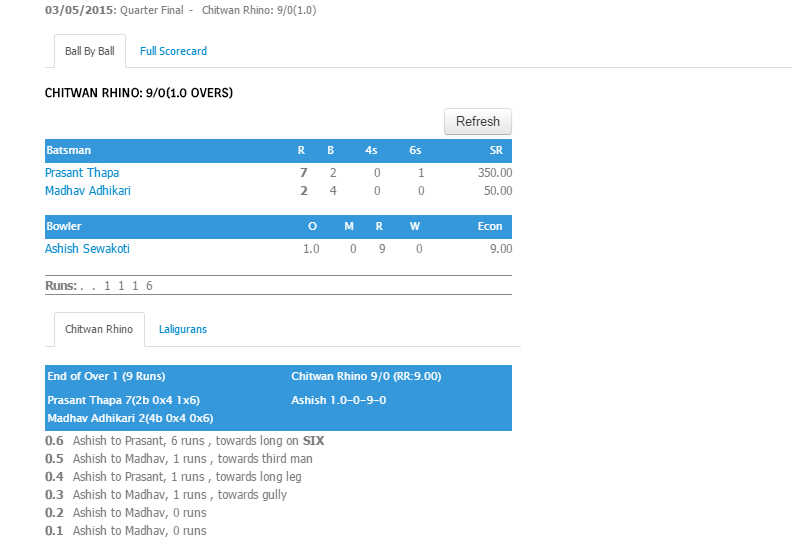 03/05/2015: Quarter Final - Chitwan Rhino: 9/0(1.0)
Ball By Ball Full Scorecard
CHITWAN RHINO: 9/0(1.0 OVERS)
Refresh
Batsman R B 4s 6s SR
Prasant Thapa 7 2 0 1 350.00
Madhav Adhikari 2 4 0 0 50.00
Bowler O M R W Econ
Ashish Sewakoti 1.0 0 9 0 9.00
Runs: . . 1 1 1 6
Chitwan Rhino Laligurans
End of Over 1 (9 Runs) Chitwan Rhino 9/0 (RR:9.00)
Prasant Thapa 7(2b 0x4 1x6) Ashish 1.0-0-9-0
Madhav Adhikari 2(4b 0x4 0x6)
0.6 Ashish to Prasant, 6 runs , towards long on SIX
0.5 Ashish to Madhav, 1 runs , towards third man
0.4 Ashish to Prasant, 1 runs , towards long leg
0.3 Ashish to Madhav, 1 runs , towards gully
0.2 Ashish to Madhav, 0 runs
0.1 Ashish to Madhav, 0 runs